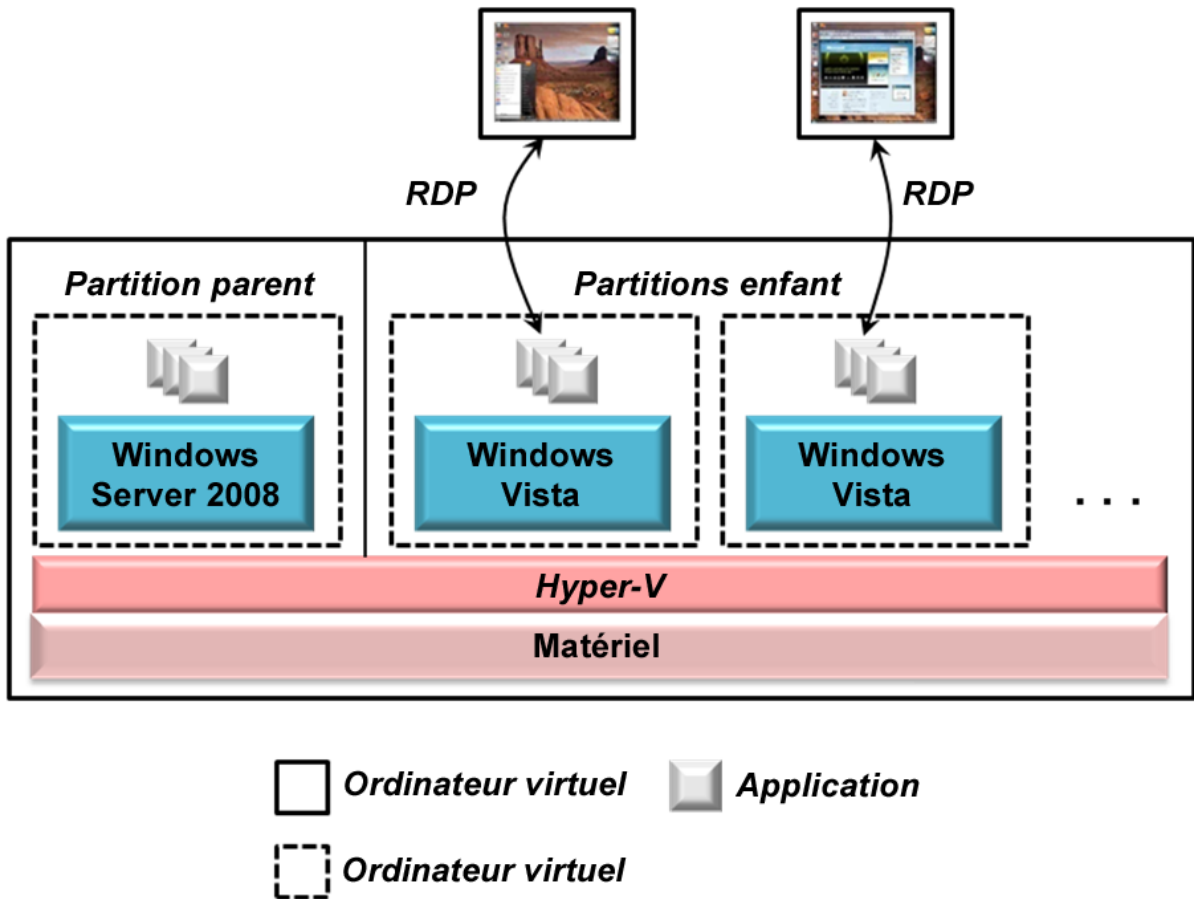 RDP
RDP
Partition parent
Partitions enfant
Windows
Server 2008
Windows
Vista
Windows
Vista
. . .
Hyper-V
Matériel
Ordinateur virtuel
Application
Ordinateur virtuel